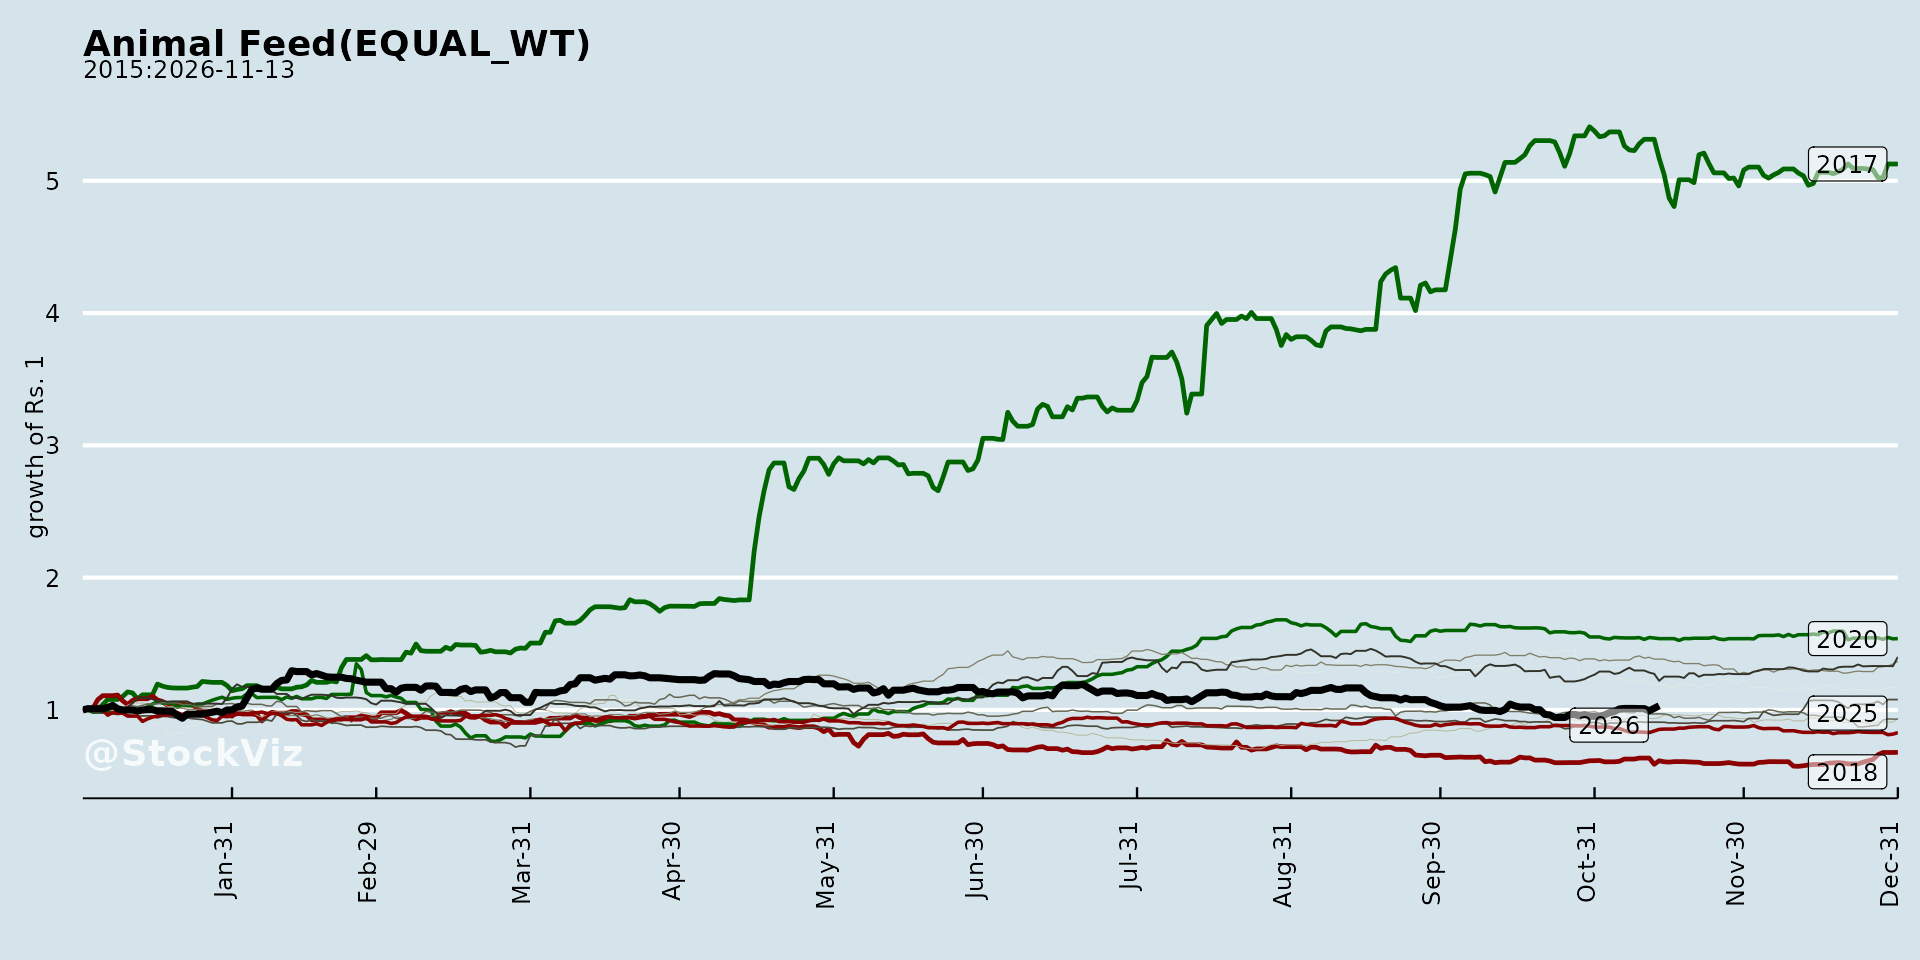 Animal Feed(EQUAL_WT)
2015:2026-11-13
growth of Rs. 1
5
4
3
2
1
2017
2020
2025
2026
2018
@StockViz
Jan-31
Feb-29
Mar-31
Apr-30
May-31
Jun-30
Jul-31
Aug-31
Sep-30
Oct-31
Nov-30
Dec-31